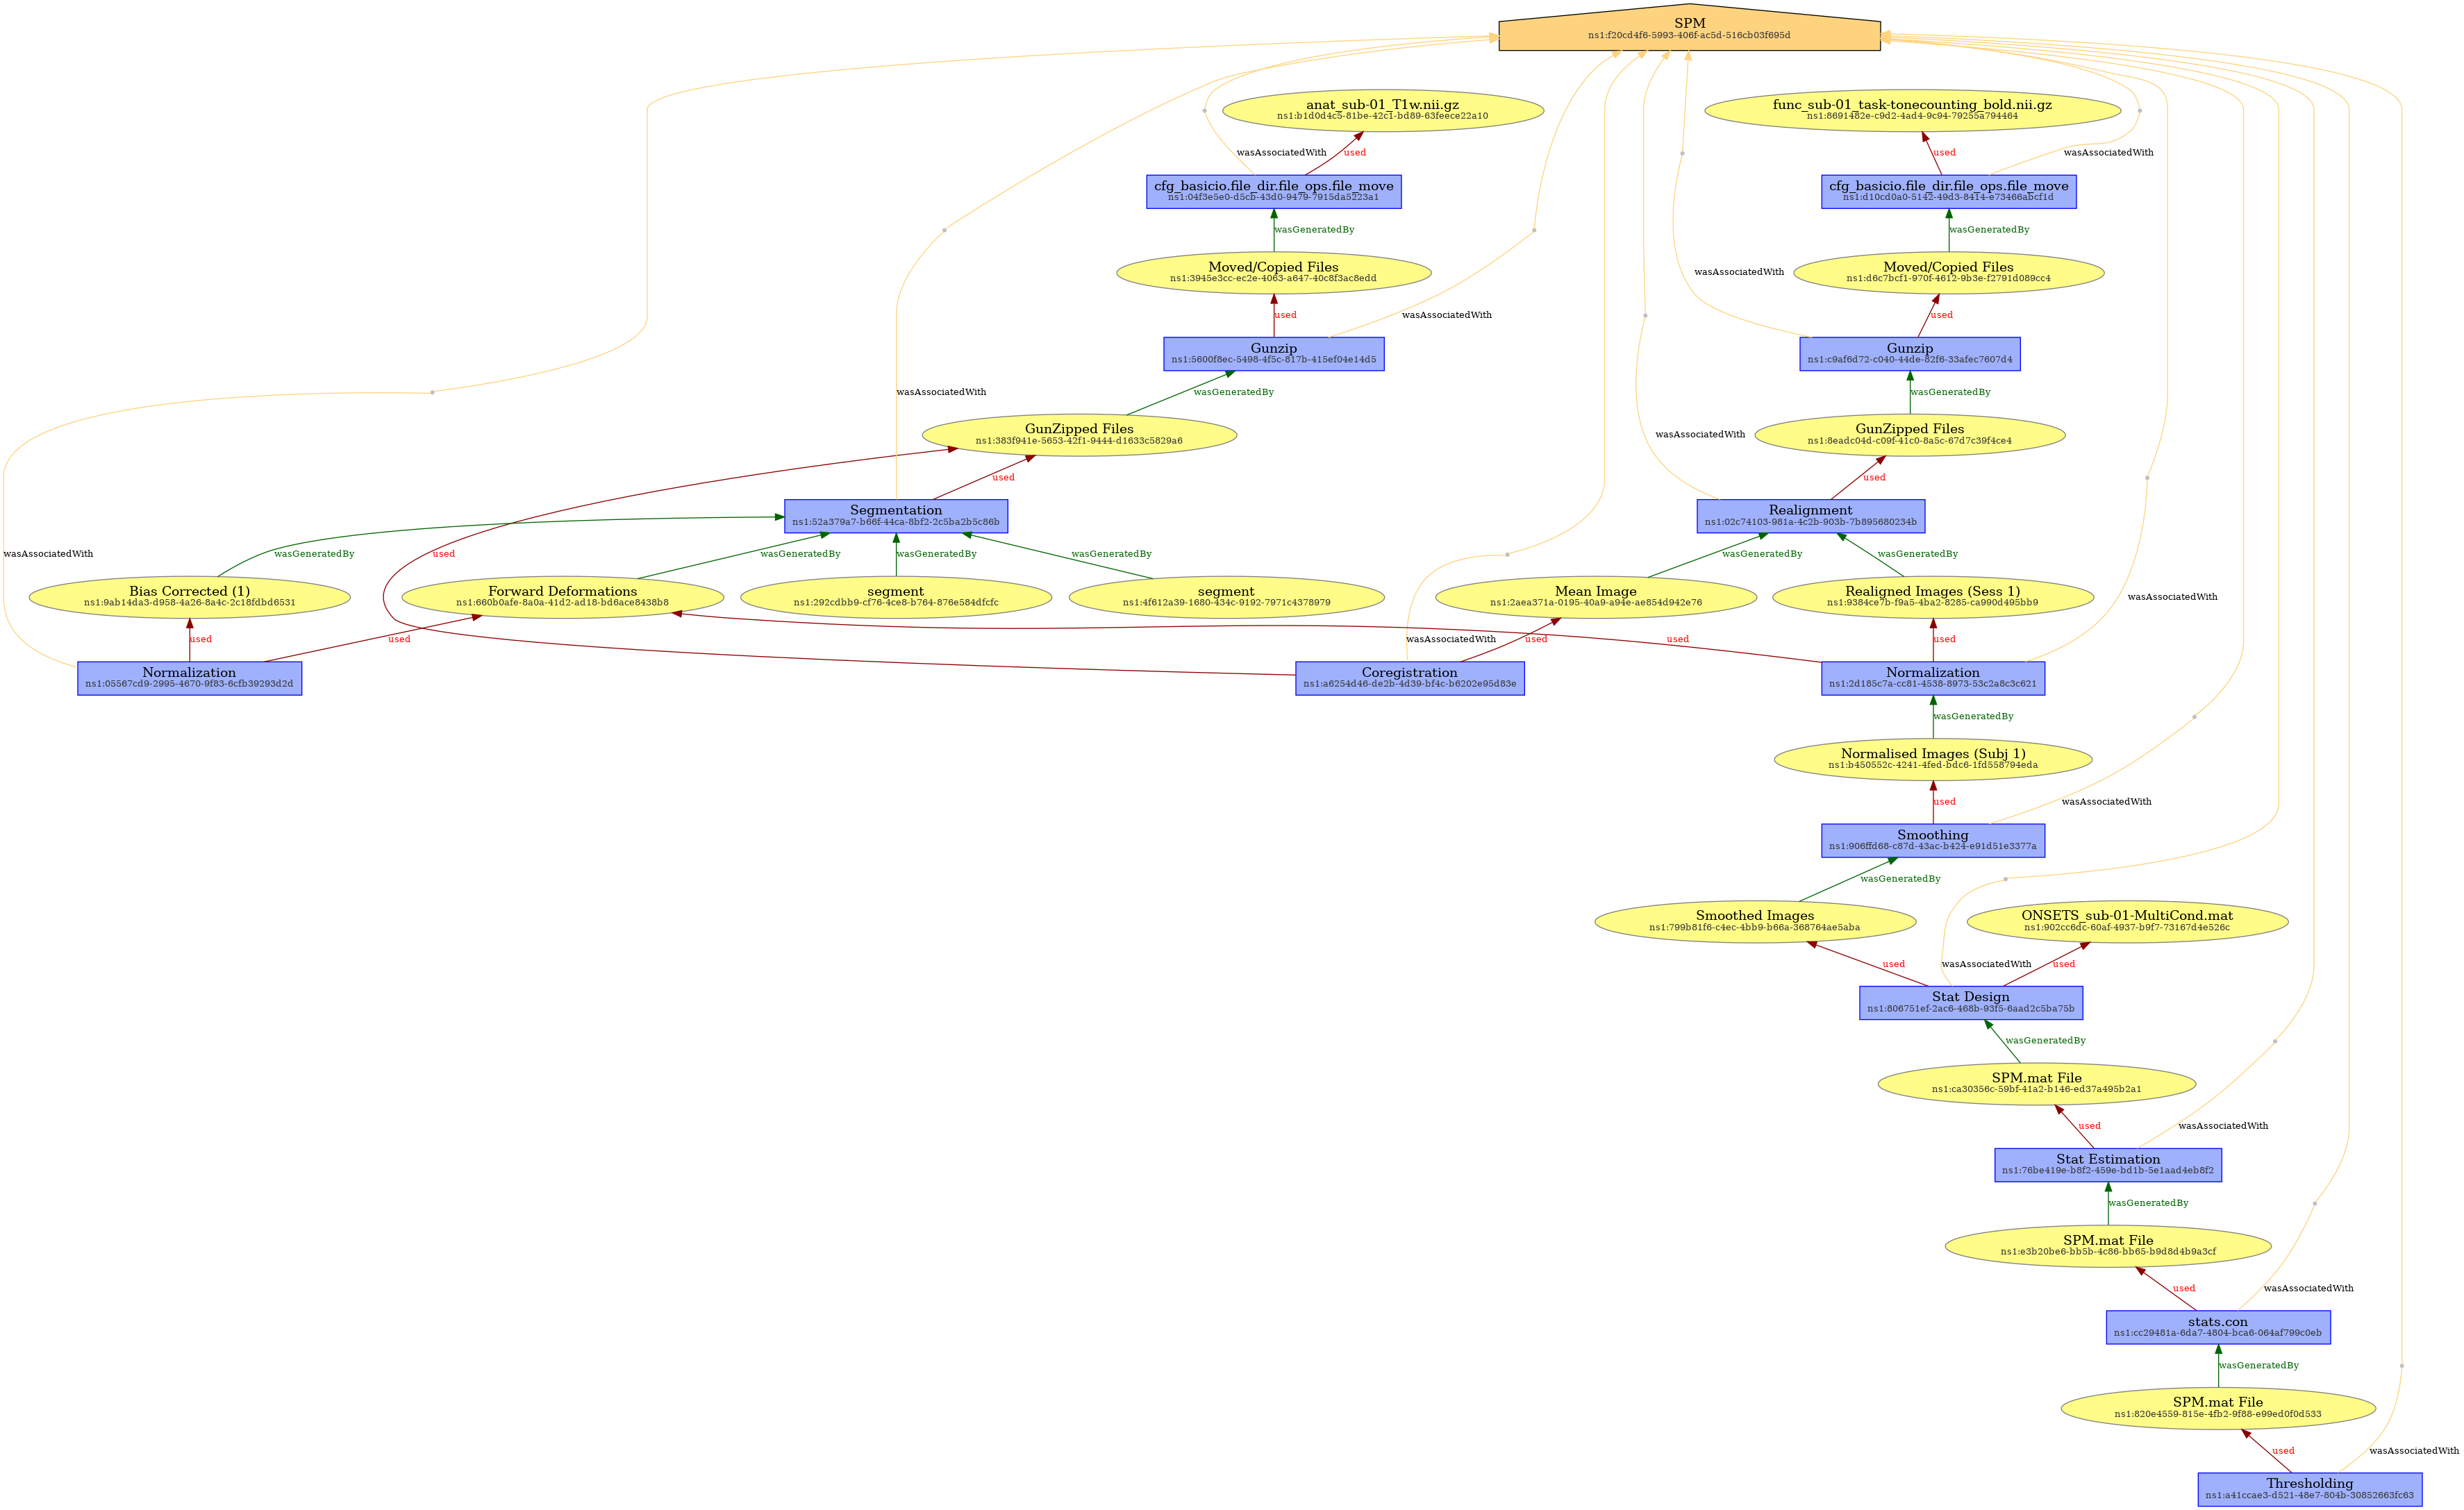 SPM
ns1:f20cd4f6-5993-406f-ac5d-516cb03f695d
anat_sub-01_T1w.nii.gz
ns1:b1d0d4c5-81be-42c1-bd89-63feece22a10
func_sub-01_task-tonecounting_bold.nii.gz
ns1:8691482e-c9d2-4ad4-9c94-79255a794464
wasAssociatedWith
used
used
wasAssociatedWith
cfg_basicio.file_dir.file_ops.file_move
ns1:04f3e5e0-d5cb-43d0-9479-7915da5223a1
cfg_basicio.file_dir.file_ops.file_move
ns1:d10cd0a0-5142-49d3-8414-e73466abcf1d
wasGeneratedBy
wasGeneratedBy
Moved/Copied Files
ns1:3945e3cc-ec2e-4063-a647-40c8f3ac8edd
wasAssociatedWith
Moved/Copied Files
ns1:d6c7bcf1-970f-4612-9b3e-f2791d089cc4
used
wasAssociatedWith
used
Gunzip
ns1:5600f8ec-5498-4f5c-817b-415ef04e14d5
Gunzip
ns1:c9af6d72-c040-44de-82f6-33afec7607d4
wasAssociatedWith
wasGeneratedBy
wasGeneratedBy
GunZipped Files
ns1:383f941e-5653-42f1-9444-d1633c5829a6
wasAssociatedWith
GunZipped Files
ns1:8eadc04d-c09f-41c0-8a5c-67d7c39f4ce4
used
used
Segmentation
ns1:52a379a7-b66f-44ca-8bf2-2c5ba2b5c86b
Realignment
ns1:02c74103-981a-4c2b-903b-7b895680234b
wasAssociatedWith
wasGeneratedBy
used
wasGeneratedBy
wasGeneratedBy
wasGeneratedBy
wasGeneratedBy
wasGeneratedBy
Bias Corrected (1)
ns1:9ab14da3-d958-4a26-8a4c-2c18fdbd6531
Forward Deformations
ns1:660b0afe-8a0a-41d2-ad18-bd6ace8438b8
segment
ns1:292cdbb9-cf76-4ce8-b764-876e584dfcfc
segment
ns1:4f612a39-1680-434c-9192-7971c4378979
Mean Image
ns1:2aea371a-0195-40a9-a94e-ae854d942e76
Realigned Images (Sess 1)
ns1:9384ce7b-f9a5-4ba2-8285-ca990d495bb9
wasAssociatedWith
used
used
wasAssociatedWith
used
used
used
Normalization
ns1:05567cd9-2995-4670-9f83-6cfb39293d2d
Coregistration
ns1:a6254d46-de2b-4d39-bf4c-b6202e95d83e
Normalization
ns1:2d185c7a-cc81-4538-8973-53c2a8c3c621
wasGeneratedBy
Normalised Images (Subj 1)
ns1:b450552c-4241-4fed-bdc6-1fd558794eda
used
wasAssociatedWith
Smoothing
ns1:906ffd68-c87d-43ac-b424-e91d51e3377a
wasGeneratedBy
Smoothed Images
ns1:799b81f6-c4ec-4bb9-b66a-368764ae5aba
ONSETS_sub-01-MultiCond.mat
ns1:902cc6dc-60af-4937-b9f7-73167d4e526c
used
wasAssociatedWith
used
Stat Design
ns1:806751ef-2ac6-468b-93f5-6aad2c5ba75b
wasGeneratedBy
SPM.mat File
ns1:ca30356c-59bf-41a2-b146-ed37a495b2a1
used
wasAssociatedWith
Stat Estimation
ns1:76be419e-b8f2-459e-bd1b-5e1aad4eb8f2
wasGeneratedBy
SPM.mat File
ns1:e3b20be6-bb5b-4c86-bb65-b9d8d4b9a3cf
used
wasAssociatedWith
stats.con
ns1:cc29481a-6da7-4804-bca6-064af799c0eb
wasGeneratedBy
SPM.mat File
ns1:820e4559-815e-4fb2-9f88-e99ed0f0d533
used
wasAssociatedWith
Thresholding
ns1:a41ccae3-d521-48e7-804b-30852663fc63